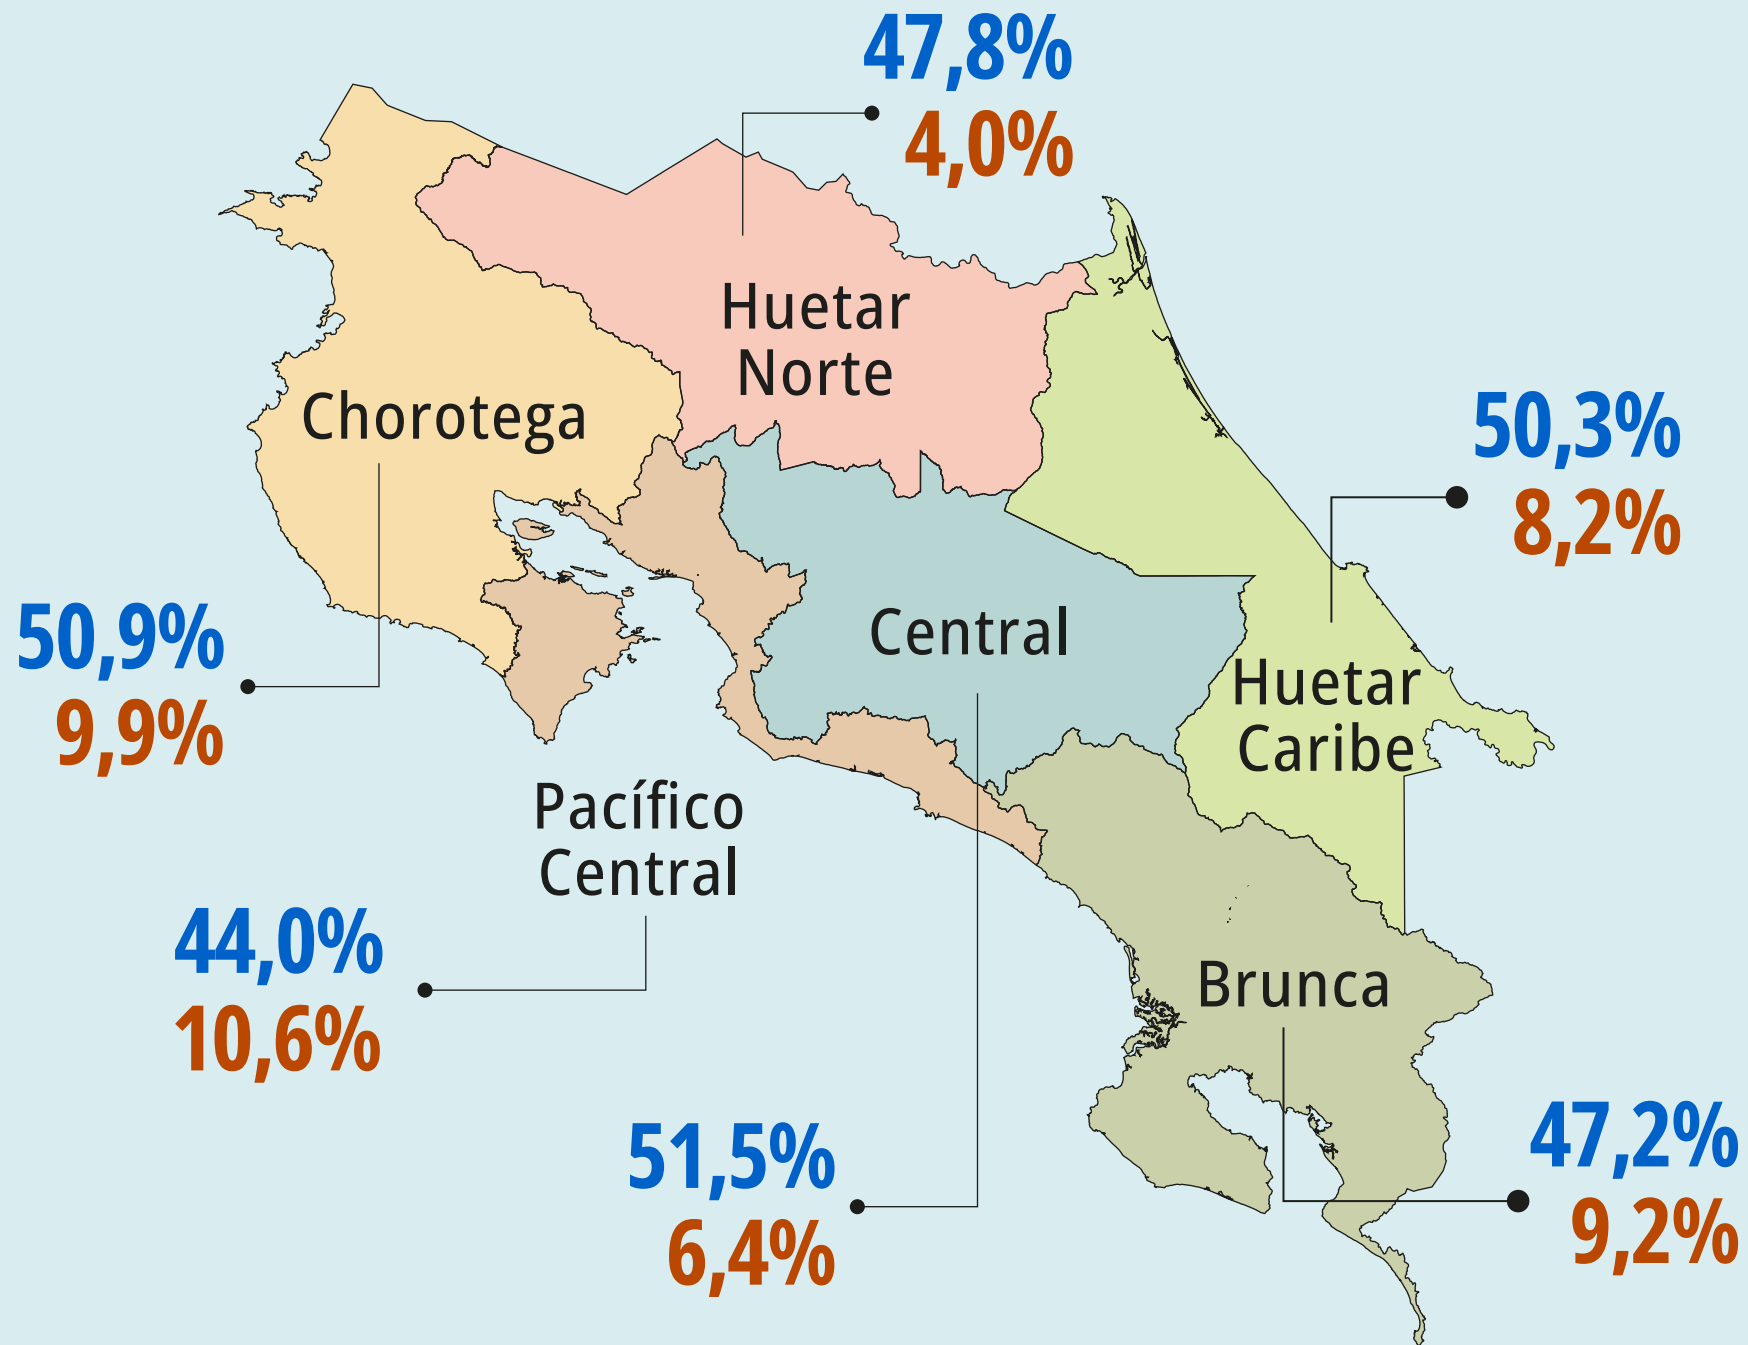 47,8%
4,0%
Huetar
Norte
Chorotega
50,3%
8,2%
50,9%
9,9%
Central
Huetar
Caribe
Pacífico
Central
44,0%
10,6%
Brunca
51,5%
6,4%
47,2%
9,2%